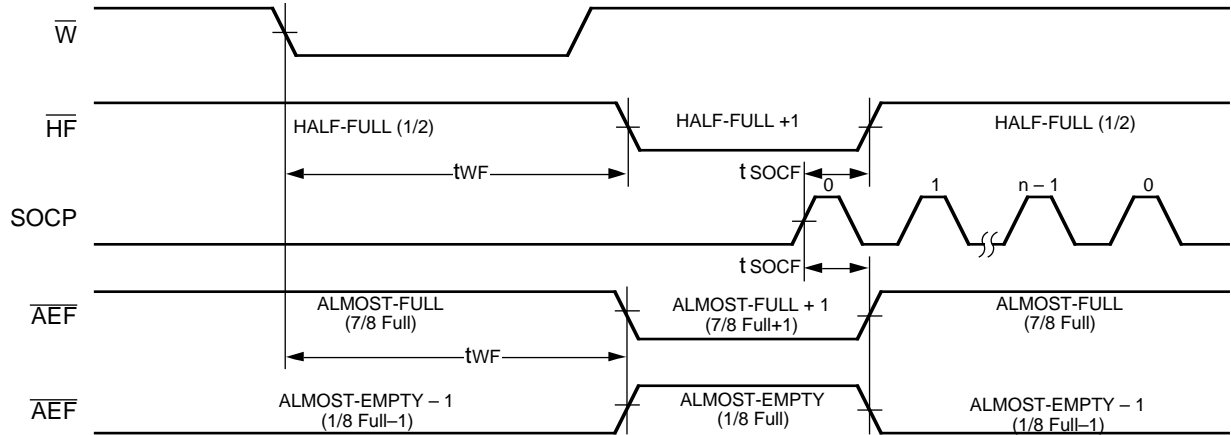 W
HF
HALF-FULL (1/2)
HALF-FULL +1
HALF-FULL (1/2)
tWF
t SOCF
SOCP
0
1
n – 1
0
t SOCF
AEF
ALMOST-FULL
(7/8 Full)
ALMOST-FULL + 1
(7/8 Full+1)
ALMOST-FULL
(7/8 Full)
tWF
AEF
ALMOST-EMPTY – 1
(1/8 Full–1)
ALMOST-EMPTY
(1/8 Full)
ALMOST-EMPTY – 1
(1/8 Full–1)